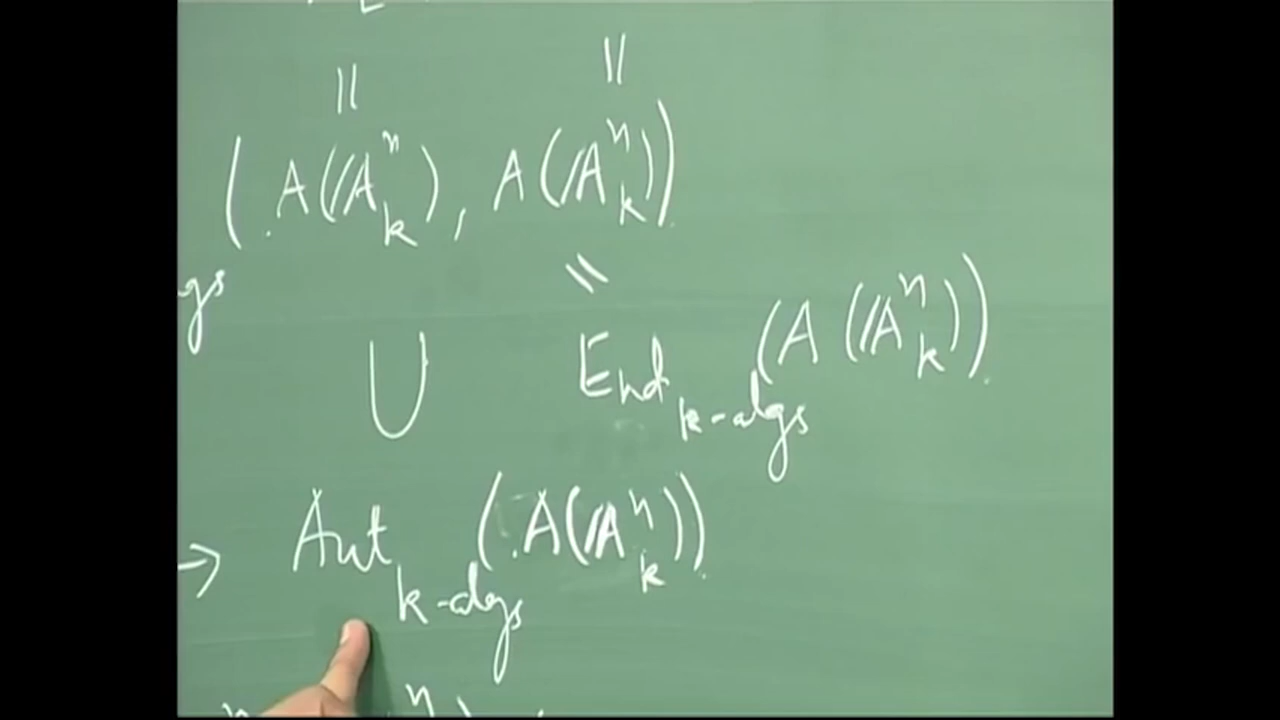 ||   ||
(A(𝔸ⁿₖ), A(𝔸ⁿₖ))
gs
∪   || End_{k-algs}(A(𝔸ⁿₖ))
→ Aut_{k-algs}(A(𝔸ⁿₖ))
n   n )